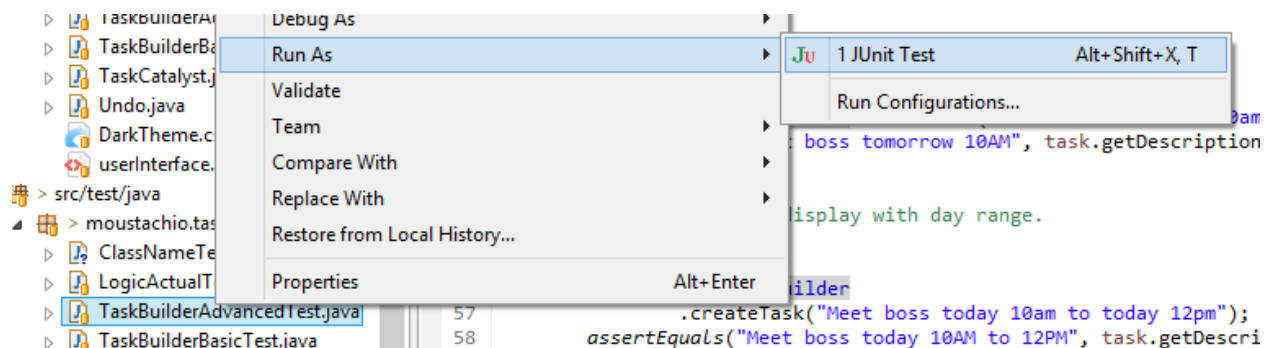 TaskBuilderA
TaskBuilderBa
TaskCatalyst.j
Undo.java
DarkTheme.c
userInterface.
> src/test/java
> moustachio.tas
ClassNameTe
LogicActualT
TaskBuilderAdvancedTest.java
TaskBuilderBasicTest.java
Debug As
Run As
Validate
Team
Compare With
Replace With
Restore from Local History...
Properties Alt+Enter
Ju 1 JUnit Test Alt+Shift+X, T
Run Configurations...
0am
boss tomorrow 10AM", task.getDescription
display with day range.
ilder
57 .createTask("Meet boss today 10am to today 12pm");
58 assertEquals("Meet boss today 10AM to 12PM", task.getDescri